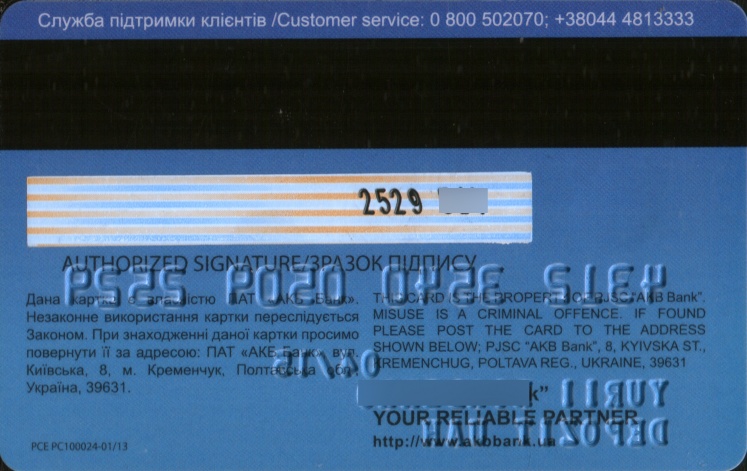 Служба підтримки клієнтів /Customer service: 0 800 502070; +38044 4813333
2529
AUTHORIZED SIGNATURE/ЗРАЗОК ПІДПИСУ
Дана картка є власністю ПАТ «АКБ Банк».
Незаконне використання картки переслідується
Законом. При знаходженні даної картки просимо
повернути її за адресою: ПАТ «АКБ Банк» вул.
Київська, 8, м. Кременчук, Полтавська обл.
Україна, 39631.
THIS CARD IS THE PROPERTY OF PJSC "AKB Bank".
MISUSE IS A CRIMINAL OFFENCE. IF FOUND
PLEASE POST THE CARD TO THE ADDRESS
SHOWN BELOW; PJSC "AKB Bank", 8, KYIVSKA ST.,
KREMENCHUG, POLTAVA REG., UKRAINE, 39631
YURII
YOUR RELIABLE PARTNER
DEPOZIT UAH
http://www.akbbank.ua
PCE PC100024-01/13